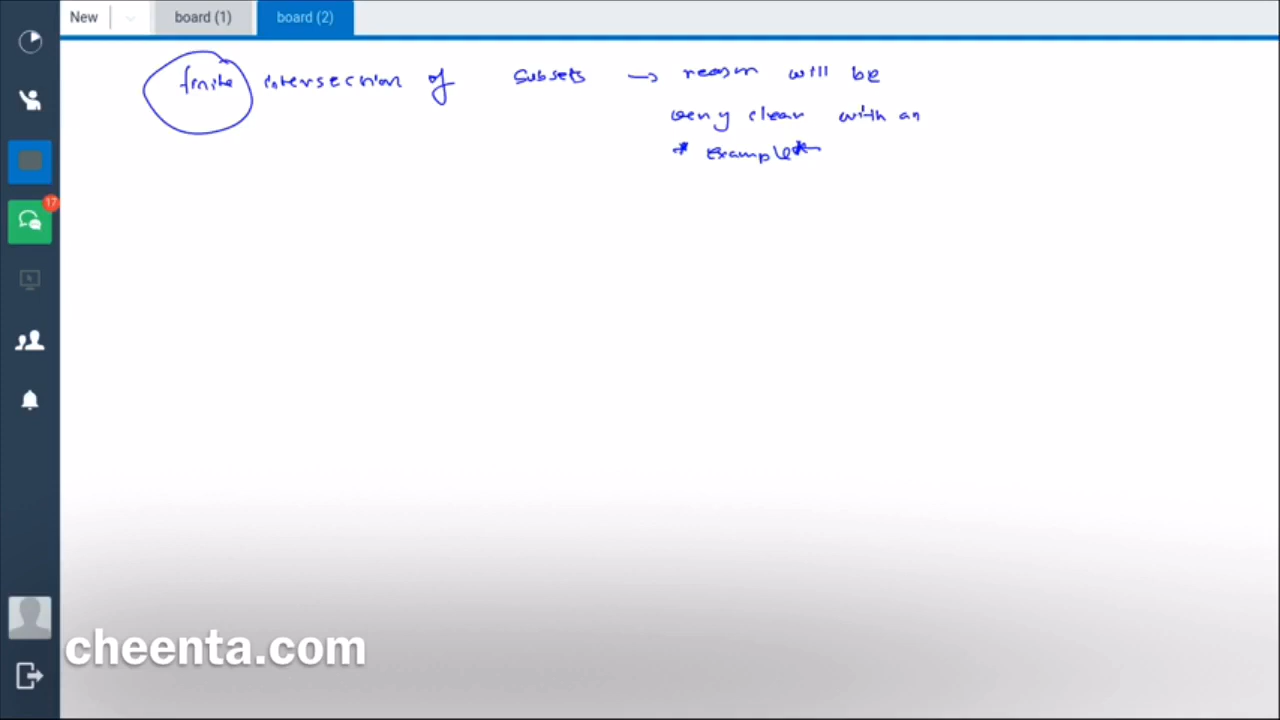 New board (1) board (2)
finite intersection of subsets → reason will be
very clear with an
* example *
17
cheenta.com